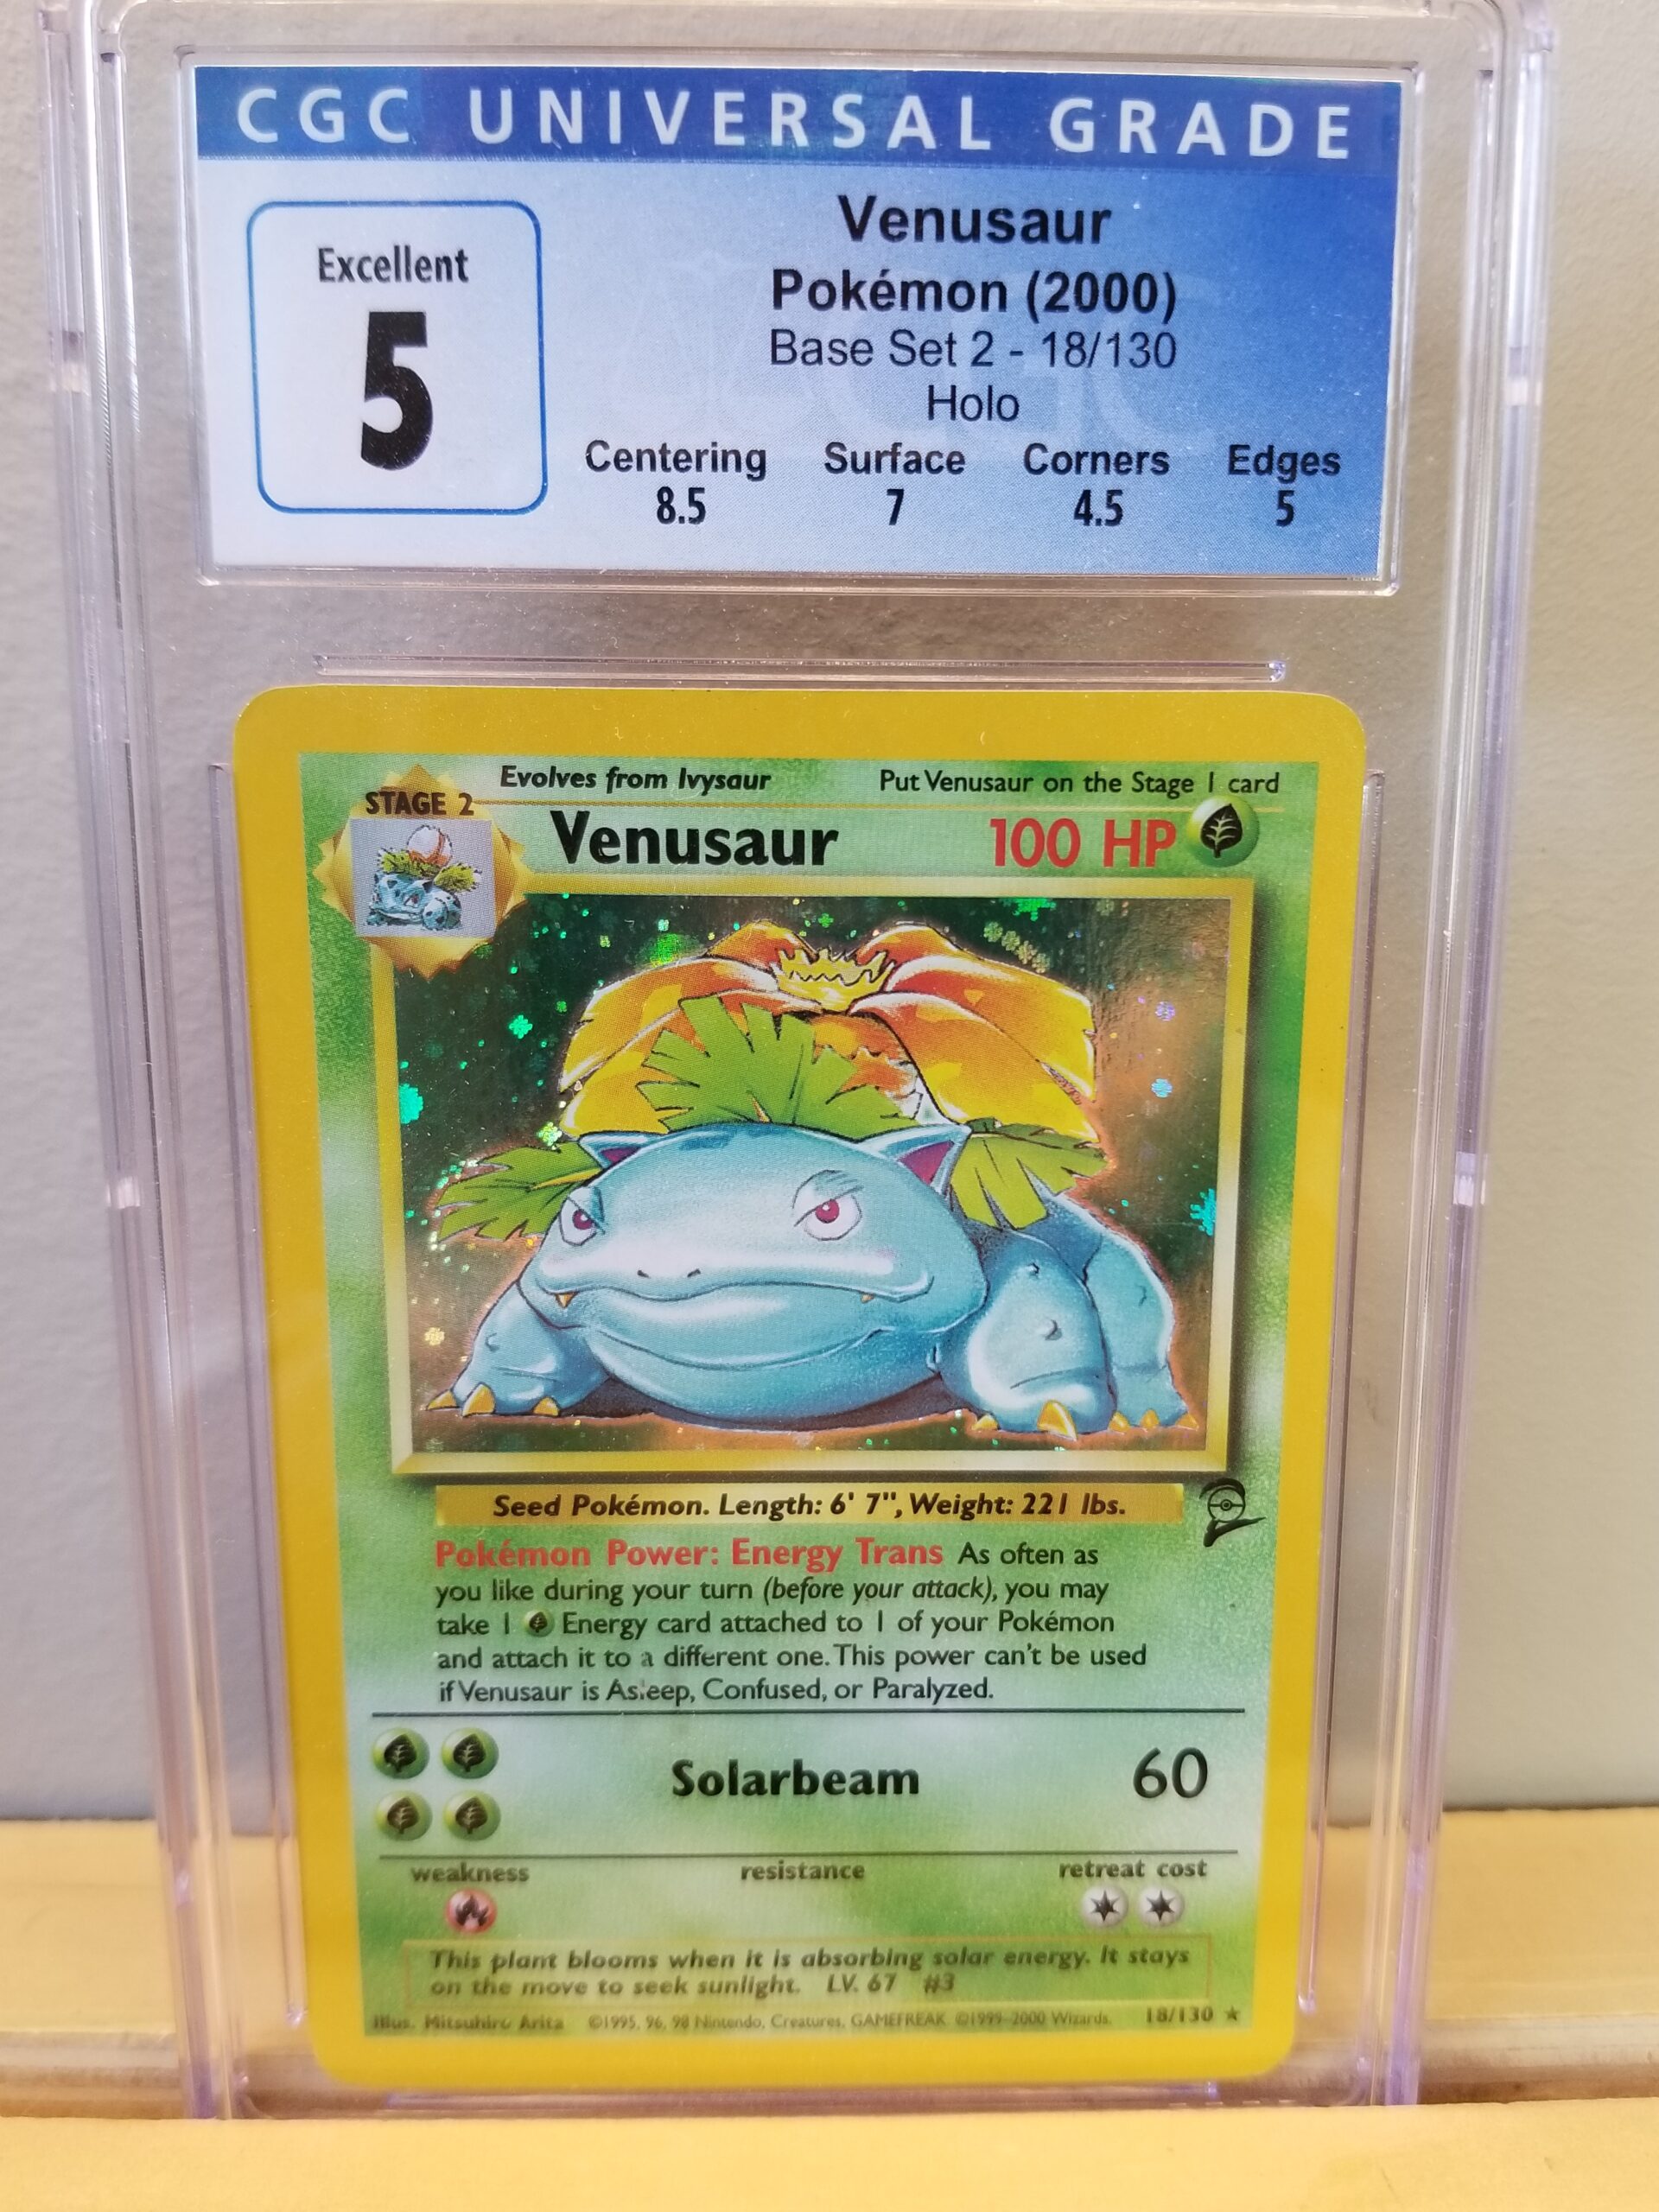 CGC UNIVERSAL GRADE
Excellent
5
Venusaur
Pokémon (2000)
Base Set 2 - 18/130
Holo
Centering Surface Corners Edges
8.5 7 4.5 5
Evolves from Ivysaur Put Venusaur on the Stage 1 card
STAGE 2
Venusaur 100 HP
Seed Pokémon. Length: 6' 7", Weight: 221 lbs.
Pokémon Power: Energy Trans As often as
you like during your turn (before your attack), you may
take 1 Energy card attached to 1 of your Pokémon
and attach it to a different one. This power can't be used
if Venusaur is Asleep, Confused, or Paralyzed.
Solarbeam 60
weakness resistance retreat cost
This plant blooms when it is absorbing solar energy. It stays
on the move to seek sunlight. LV. 67 #3
Illus. Mitsuhiro Arita ©1995, 96, 98 Nintendo, Creatures, GAMEFREAK. ©1999-2000 Wizards. 18/130 ★